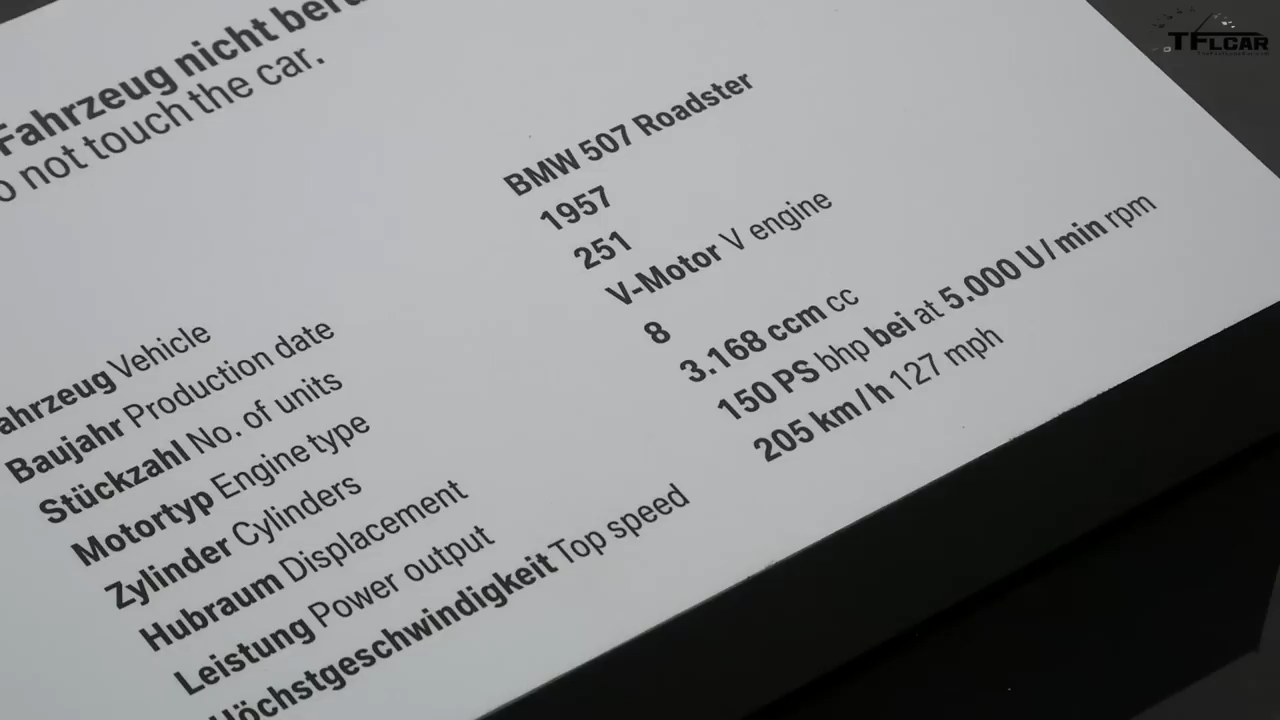 Fahrzeug nicht
o not touch the car.
ahrzeug Vehicle BMW 507 Roadster
Baujahr Production date 1957
Stückzahl No. of units 251
Motortyp Engine type V-Motor V engine
Zylinder Cylinders 8
Hubraum Displacement 3.168 ccm cc
Leistung Power output 150 PS bhp bei at 5.000 U/min rpm
Höchstgeschwindigkeit Top speed 205 km/h 127 mph
TFLCAR